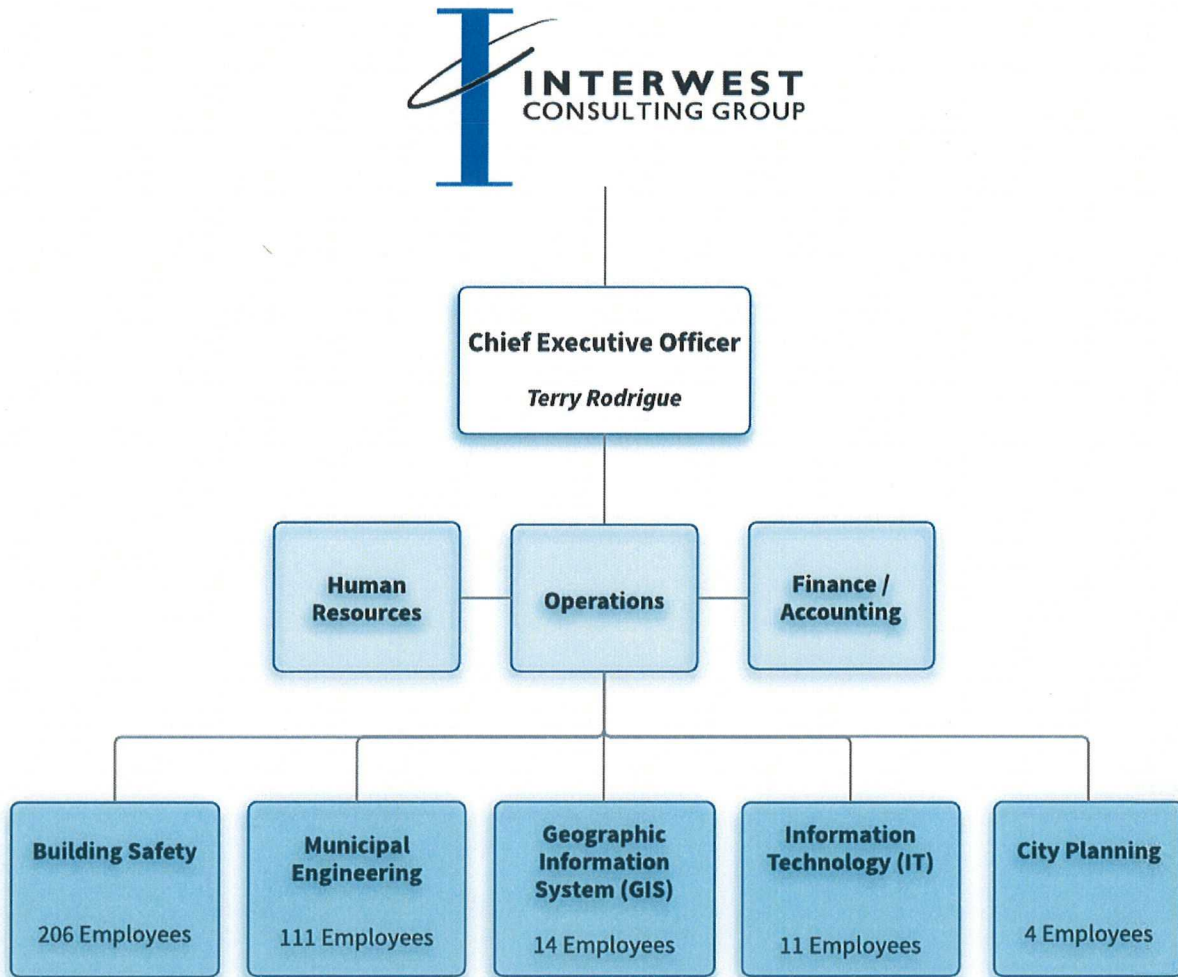 INTERWEST
CONSULTING GROUP
Chief Executive Officer
Terry Rodrigue
Human
Resources
Operations
Finance /
Accounting
Building Safety
206 Employees
Municipal
Engineering
111 Employees
Geographic
Information
System (GIS)
14 Employees
Information
Technology (IT)
11 Employees
City Planning
4 Employees